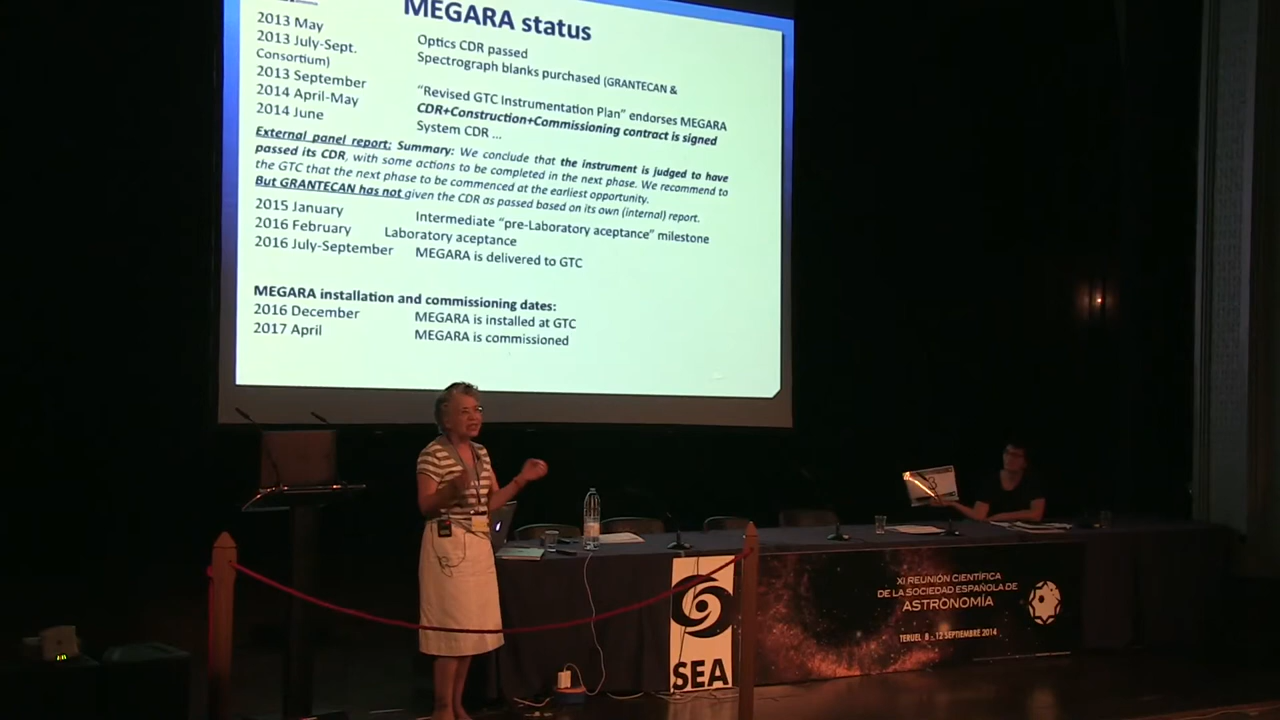 MEGARA status
2013 May Optics CDR passed
2013 July-Sept. Spectrograph blanks purchased (GRANTECAN &
Consortium)
2013 September "Revised GTC Instrumentation Plan" endorses MEGARA
2014 April-May CDR+Construction+Commissioning contract is signed
2014 June System CDR ...
External panel report: Summary: We conclude that the instrument is judged to have
passed its CDR, with some actions to be completed in the next phase. We recommend to
the GTC that the next phase to be commenced at the earliest opportunity.
But GRANTECAN has not given the CDR as passed based on its own (internal) report.
2015 January Intermediate "pre-Laboratory aceptance" milestone
2016 February Laboratory aceptance
2016 July-September MEGARA is delivered to GTC
MEGARA installation and commissioning dates:
2016 December MEGARA is installed at GTC
2017 April MEGARA is commissioned
3
XI REUNIÓN CIENTÍFICA
DE LA SOCIEDAD ESPAÑOLA DE
ASTRONOMÍA
TERUEL 8 - 12 SEPTIEMBRE 2014
SEA